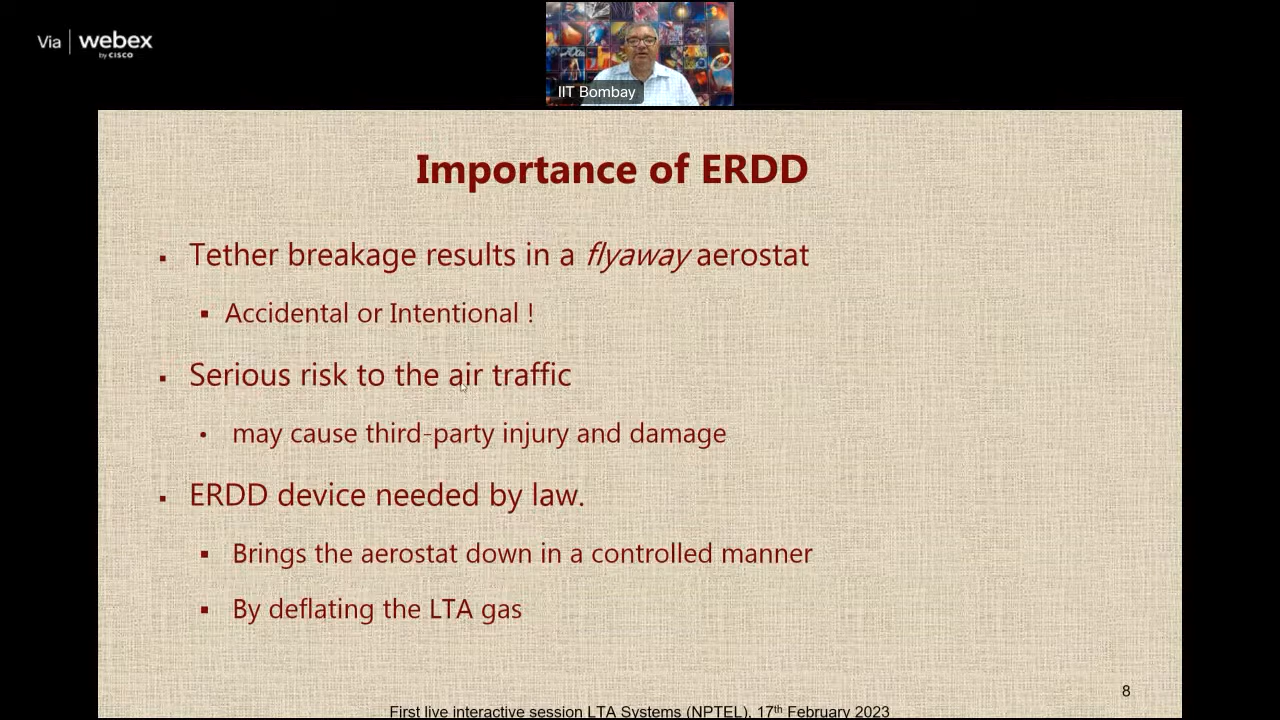 Via webex
by CISCO
IIT Bombay
Importance of ERDD
▪ Tether breakage results in a flyaway aerostat
▪ Accidental or Intentional !
▪ Serious risk to the air traffic
• may cause third-party injury and damage
▪ ERDD device needed by law.
▪ Brings the aerostat down in a controlled manner
▪ By deflating the LTA gas
8
First live interactive session LTA Systems (NPTEL), 17th February 2023